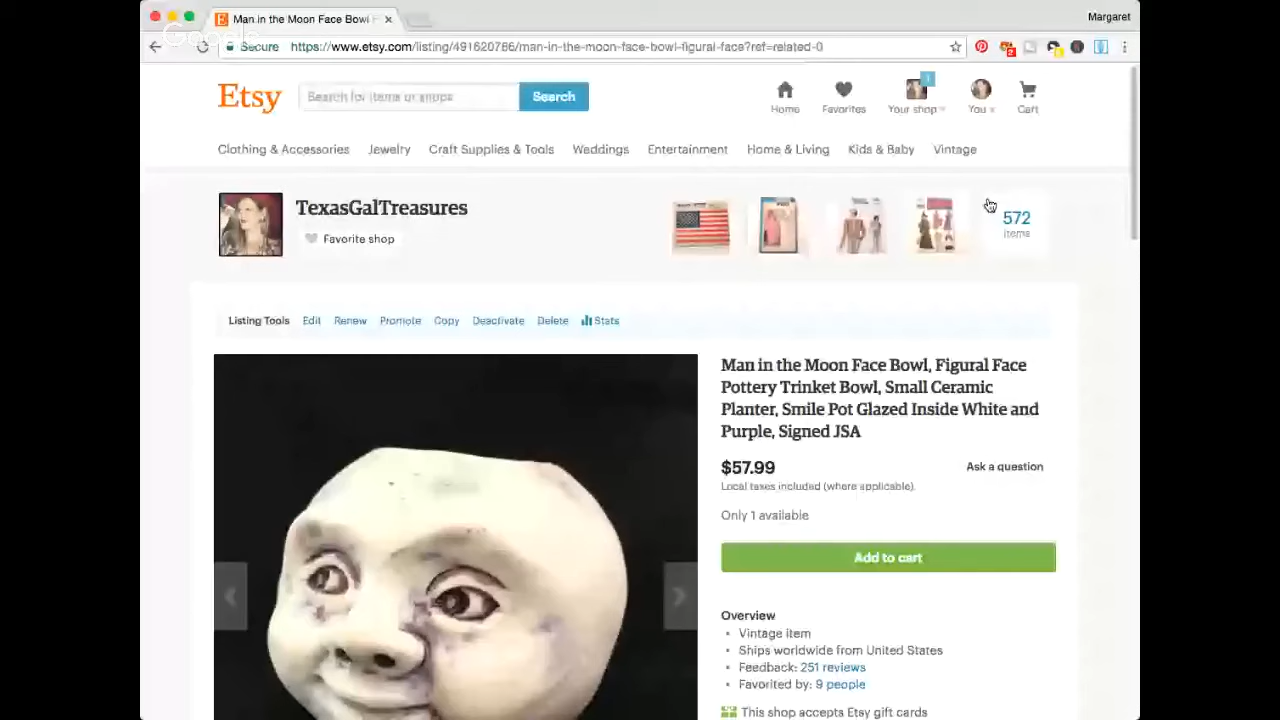 Man in the Moon Face Bowl F
Margaret
Google
Secure https://www.etsy.com/listing/491620786/man-in-the-moon-face-bowl-figural-face?ref=related-0
2
Etsy
Search for items or shops
Search
1
Home
Favorites
Your shop
You
Cart
Clothing & Accessories Jewelry Craft Supplies & Tools Weddings Entertainment Home & Living Kids & Baby Vintage
TexasGalTreasures
Favorite shop
572
items
Listing Tools Edit Renew Promote Copy Deactivate Delete Stats
Man in the Moon Face Bowl, Figural Face
Pottery Trinket Bowl, Small Ceramic
Planter, Smile Pot Glazed Inside White and
Purple, Signed JSA
$57.99
Ask a question
Local taxes included (where applicable).
Only 1 available
Add to cart
Overview
Vintage item
Ships worldwide from United States
Feedback: 251 reviews
Favorited by: 9 people
This shop accepts Etsy gift cards